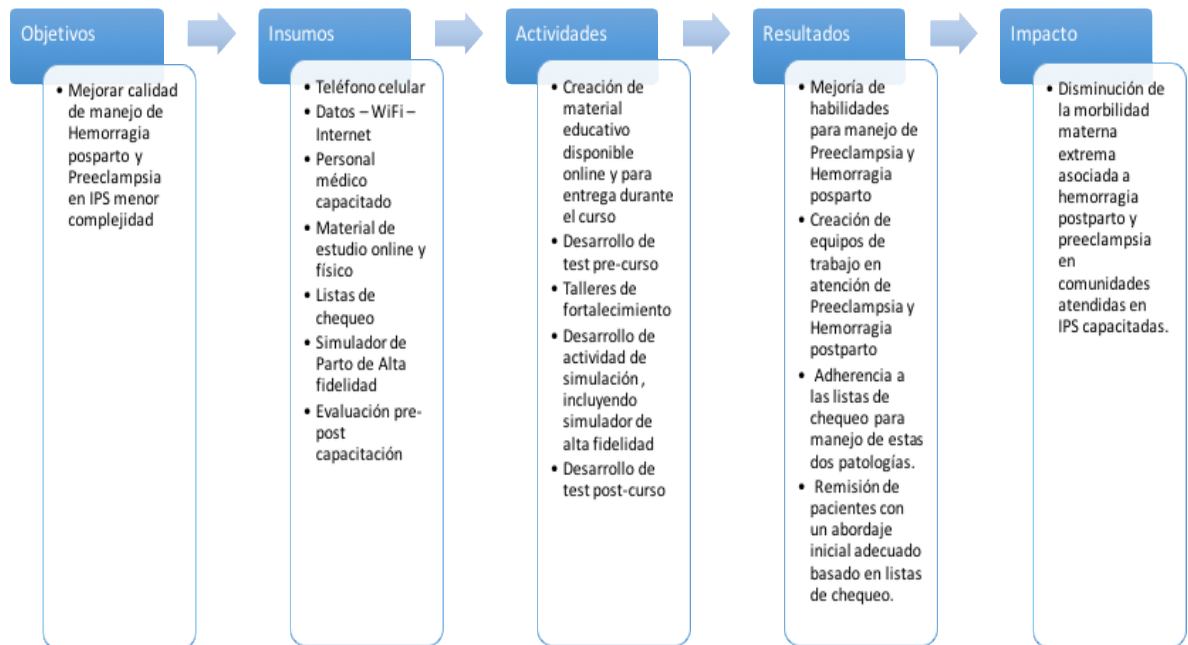 Objetivos
• Mejorar calidad
de manejo de
Hemorragia
posparto y
Preeclampsia
en IPS menor
complejidad
Insumos
• Teléfono celular
• Datos – WiFi –
Internet
• Personal
médico
capacitado
• Material de
estudio online y
físico
• Listas de
chequeo
• Simulador de
Parto de Alta
fidelidad
• Evaluación pre-
post
capacitación
Actividades
• Creación de
material
educativo
disponible
online y para
entrega durante
el curso
• Desarrollo de
test pre-curso
• Talleres de
fortalecimiento
• Desarrollo de
actividad de
simulación ,
incluyendo
simulador de
alta fidelidad
• Desarrollo de
test post-curso
Resultados
• Mejoría de
habilidades
para manejo de
Preeclampsia y
Hemorragia
posparto
• Creación de
equipos de
trabajo en
atención de
Preeclampsia y
Hemorragia
postparto
• Adherencia a
las listas de
chequeo para
manejo de estas
dos patologías.
• Remisión de
pacientes con
un abordaje
inicial adecuado
basado en listas
de chequeo.
Impacto
• Disminución de
la morbilidad
materna
extrema
asociada a
hemorragia
postparto y
preeclampsia
en
comunidades
atendidas en
IPS capacitadas.